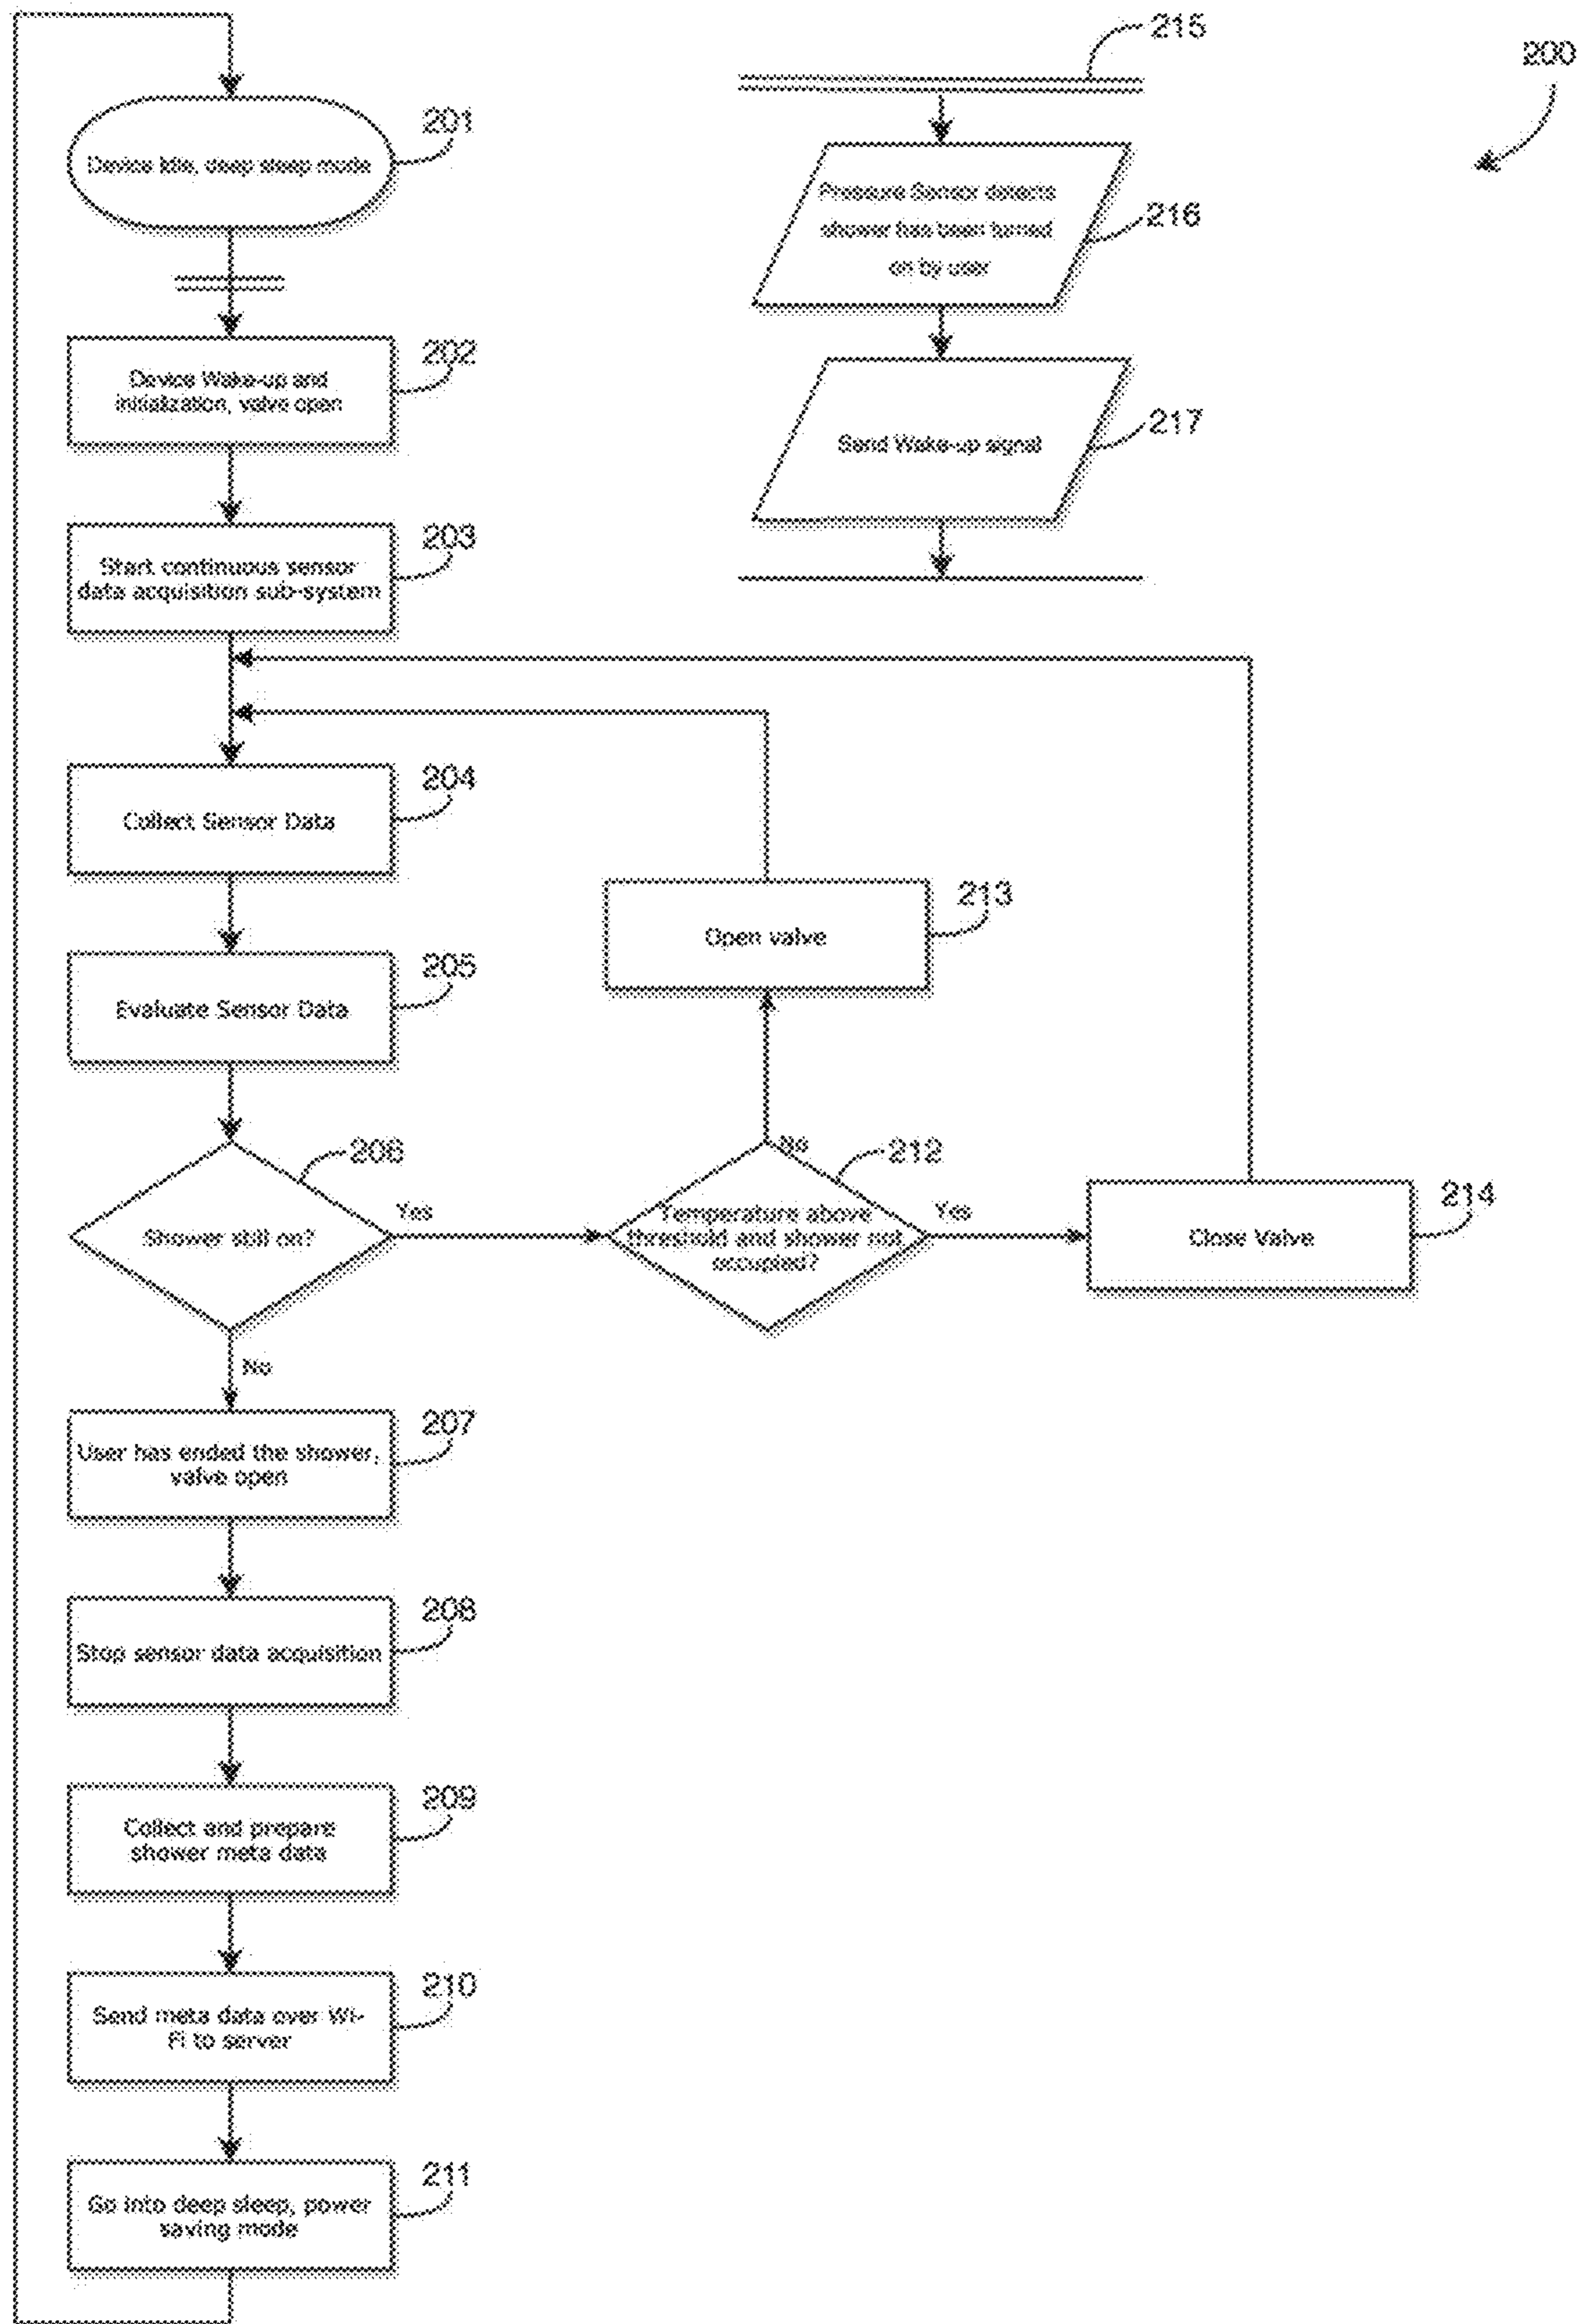 200
201
Device Idle, deep sleep mode
202
Device Wake-up and
initialization, valve open
203
Start continuous sensor
data acquisition sub-system
204
Collect Sensor Data
205
Evaluate Sensor Data
206
Shower still on?
Yes
No
207
User has ended the shower,
valve open
208
Stop sensor data acquisition
209
Collect and prepare
shower meta data
210
Send meta data over Wi-
Fi to server
211
Go into deep sleep, power
saving mode
212
Temperature above
threshold and shower not
occupied?
No
Yes
213
Open valve
214
Close Valve
215
216
Pressure Sensor detects
shower has been turned
on by user
217
Send Wake-up signal